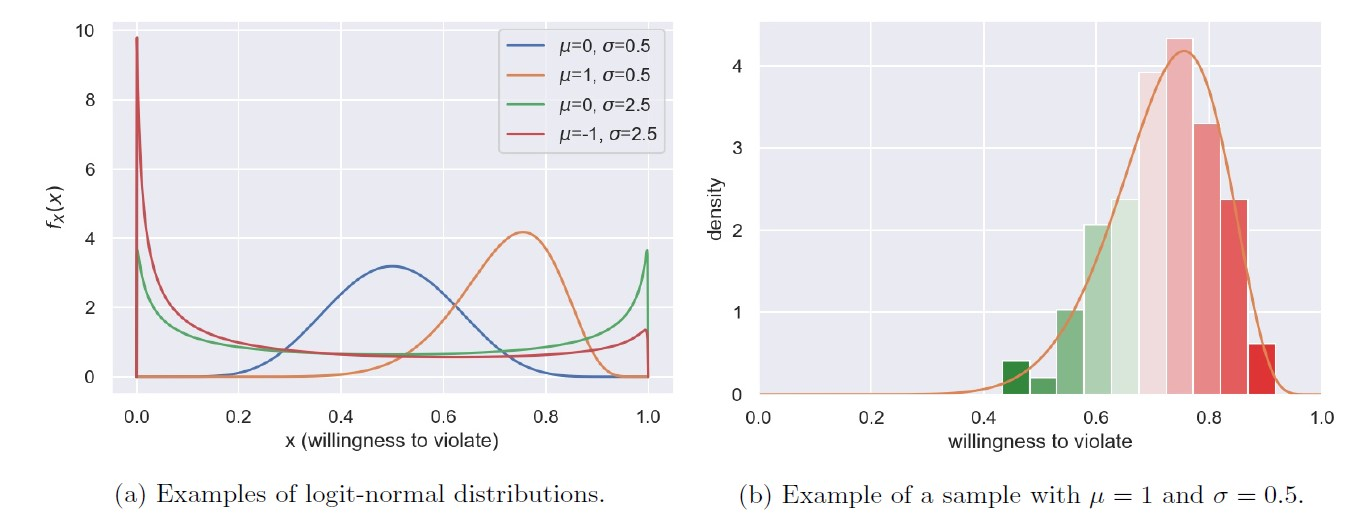 10
8
6
4
2
0
f_X(x)
μ=0, σ=0.5
μ=1, σ=0.5
μ=0, σ=2.5
μ=-1, σ=2.5
0.0 0.2 0.4 0.6 0.8 1.0
x (willingness to violate)
(a) Examples of logit-normal distributions.
4
3
2
1
0
density
0.0 0.2 0.4 0.6 0.8 1.0
willingness to violate
(b) Example of a sample with μ = 1 and σ = 0.5.